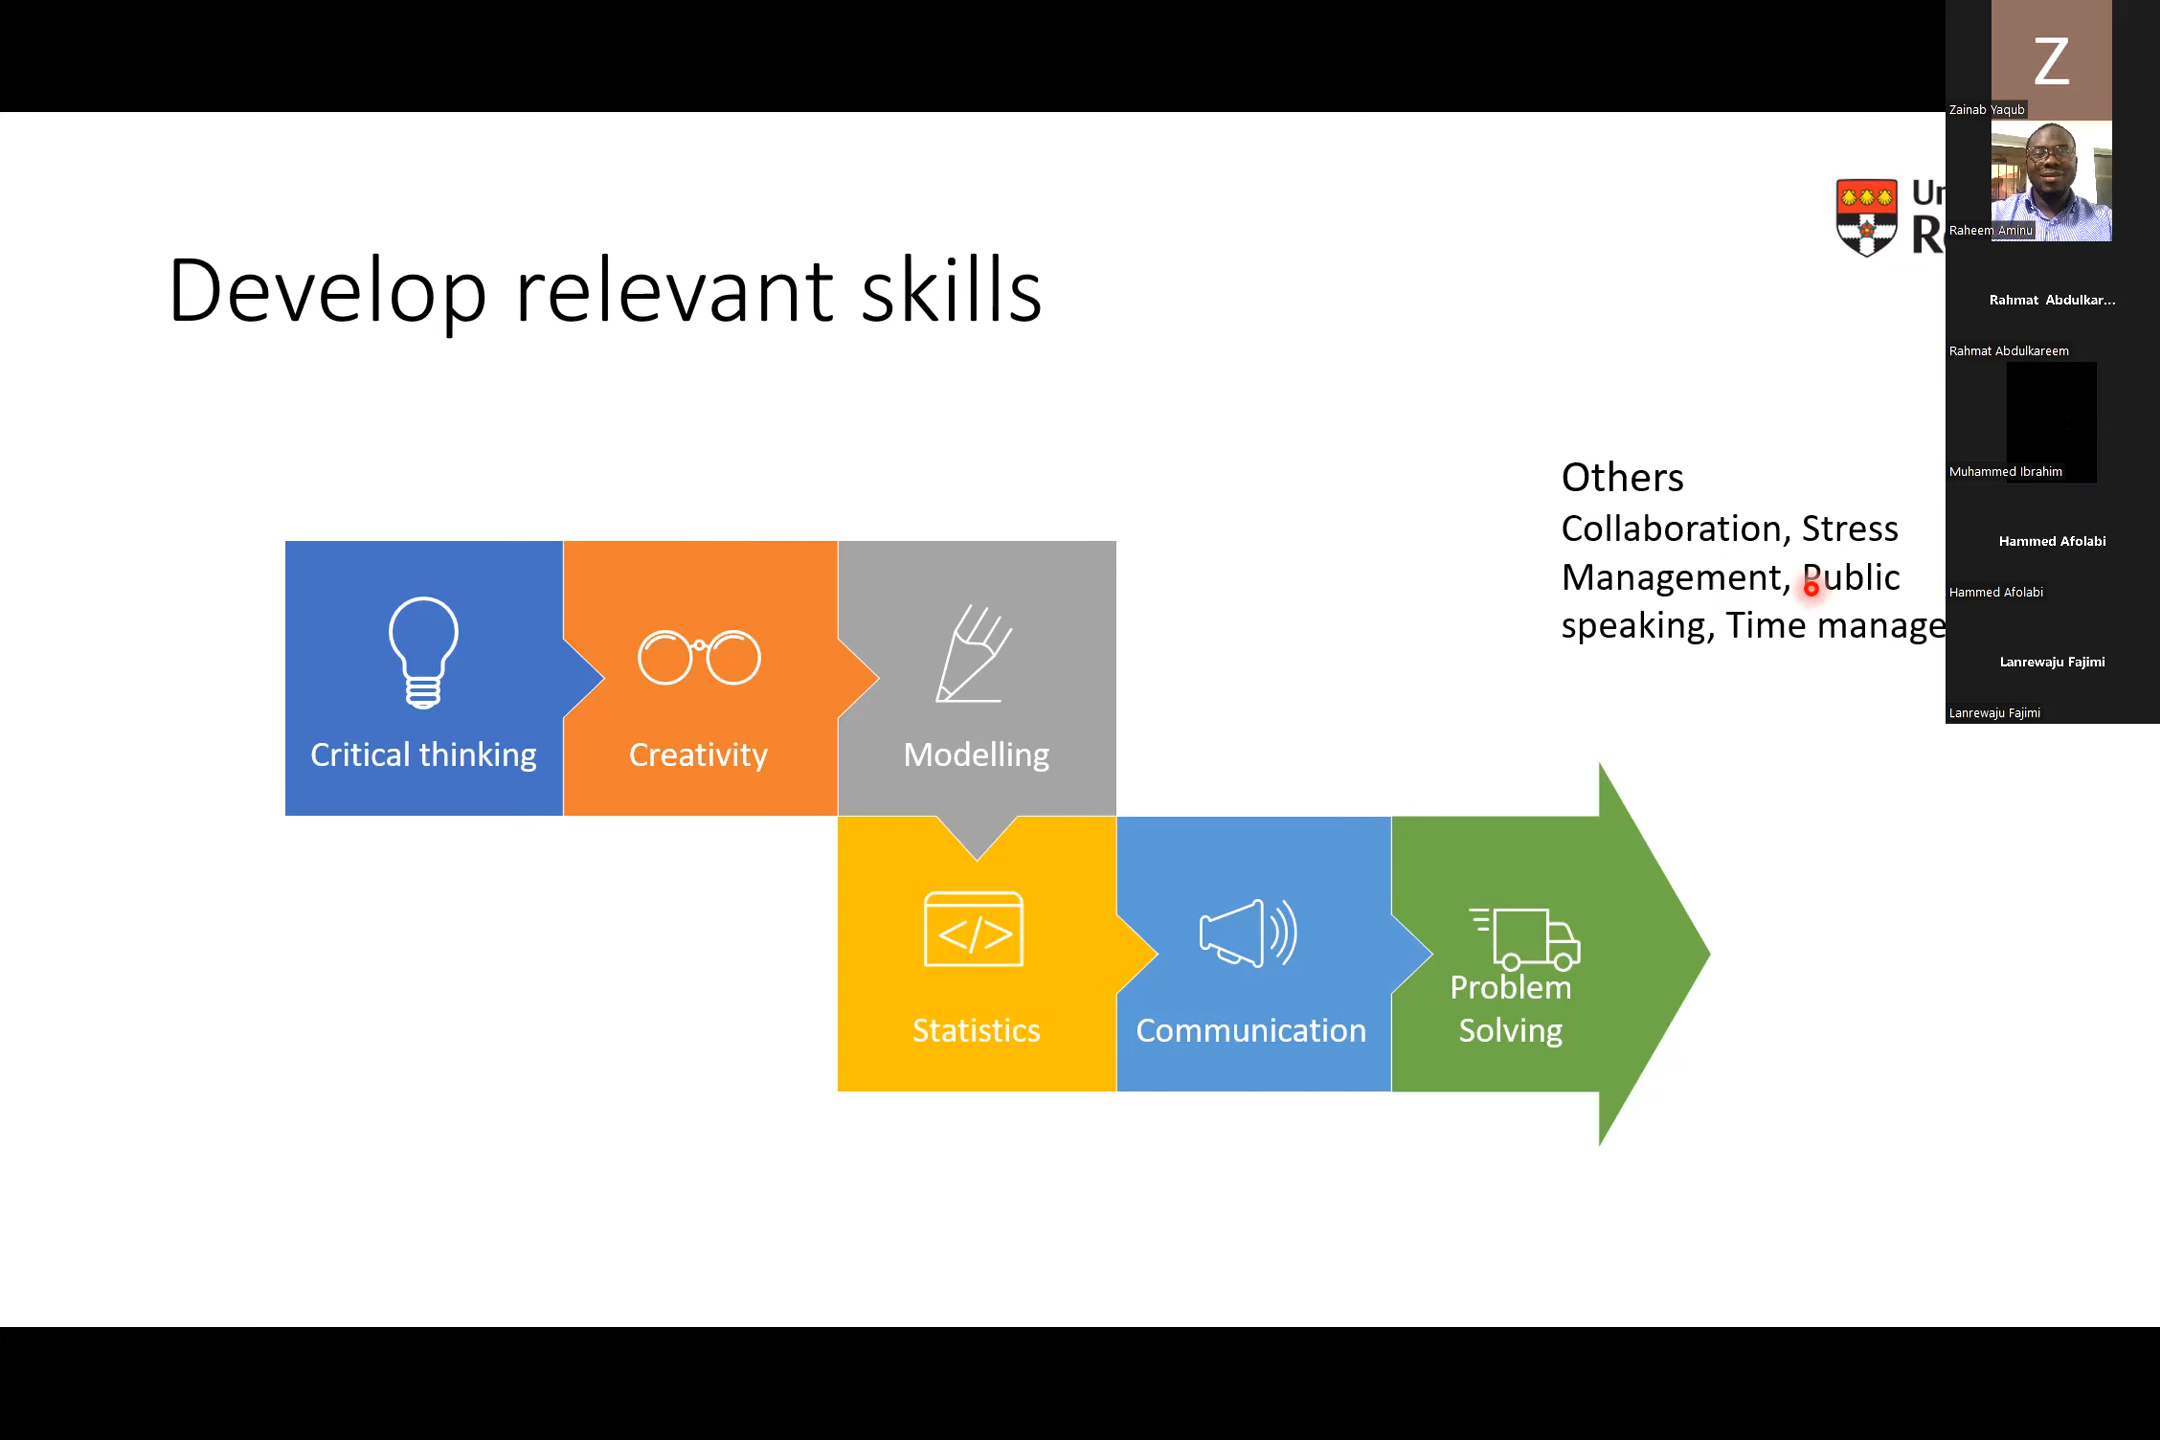 Develop relevant skills
Others
Collaboration, Stress
Management, Public
speaking, Time manage
Critical thinking
Creativity
Modelling
Statistics
Communication
Problem
Solving
Z
Zainab Yaqub
Raheem Aminu
Rahmat Abdulkar...
Rahmat Abdulkareem
Muhammed Ibrahim
Hammed Afolabi
Hammed Afolabi
Lanrewaju Fajimi
Lanrewaju Fajimi